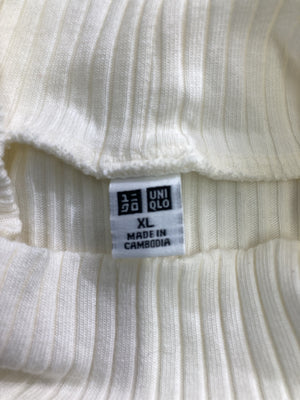 ユニ UNI
クロ QLO
XL
MADE IN
CAMBODIA